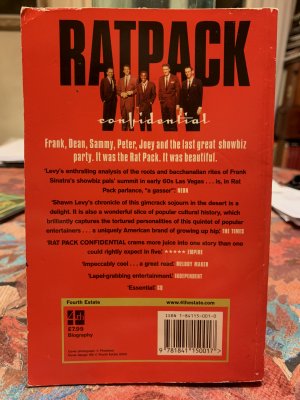 RATPACK
confidential
Frank, Dean, Sammy, Peter, Joey and the last great showbiz
party. It was the Rat Pack. It was beautiful.
'Levy's enthralling analysis of the roots and bacchanalian rites of Frank
Sinatra's showbiz pals' summit in early 60s Las Vegas . . . is, in Rat
Pack parlance, "a gasser"' NEON
'Shawn Levy's chronicle of this gimcrack sojourn in the desert is a
delight. It is also a wonderful slice of popular cultural history, which
brilliantly captures the tortured personalities of this quintet of popular
entertainers . . . a uniquely American brand of growing up hip' THE TIMES
'RAT PACK CONFIDENTIAL crams more juice into one story than one
could rightly expect in five: ★★★★★' EMPIRE
'Impeccably cool . . . a great read' MELODY MAKER
'Lapel-grabbing entertainment' INDEPENDENT
'Essential' GQ
Fourth Estate
www.4thestate.com
4th
£7.99
Biography
ISBN 1-84115-001-0
9 781841 150017 >